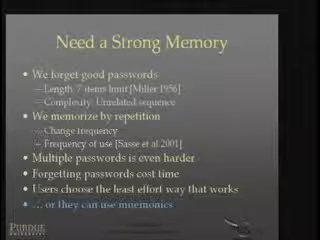 Need a Strong Memory
• We forget good passwords
– Length: 7 items limit [Miller 1956]
– Complexity: Unrelated sequence
• We memorize by repetition
– Change frequency
– Frequency of use [Sasse et al 2001]
• Multiple passwords is even harder
• Forgetting passwords cost time
• Users choose the least effort way that works
• … or they can use mnemonics
PURDUE